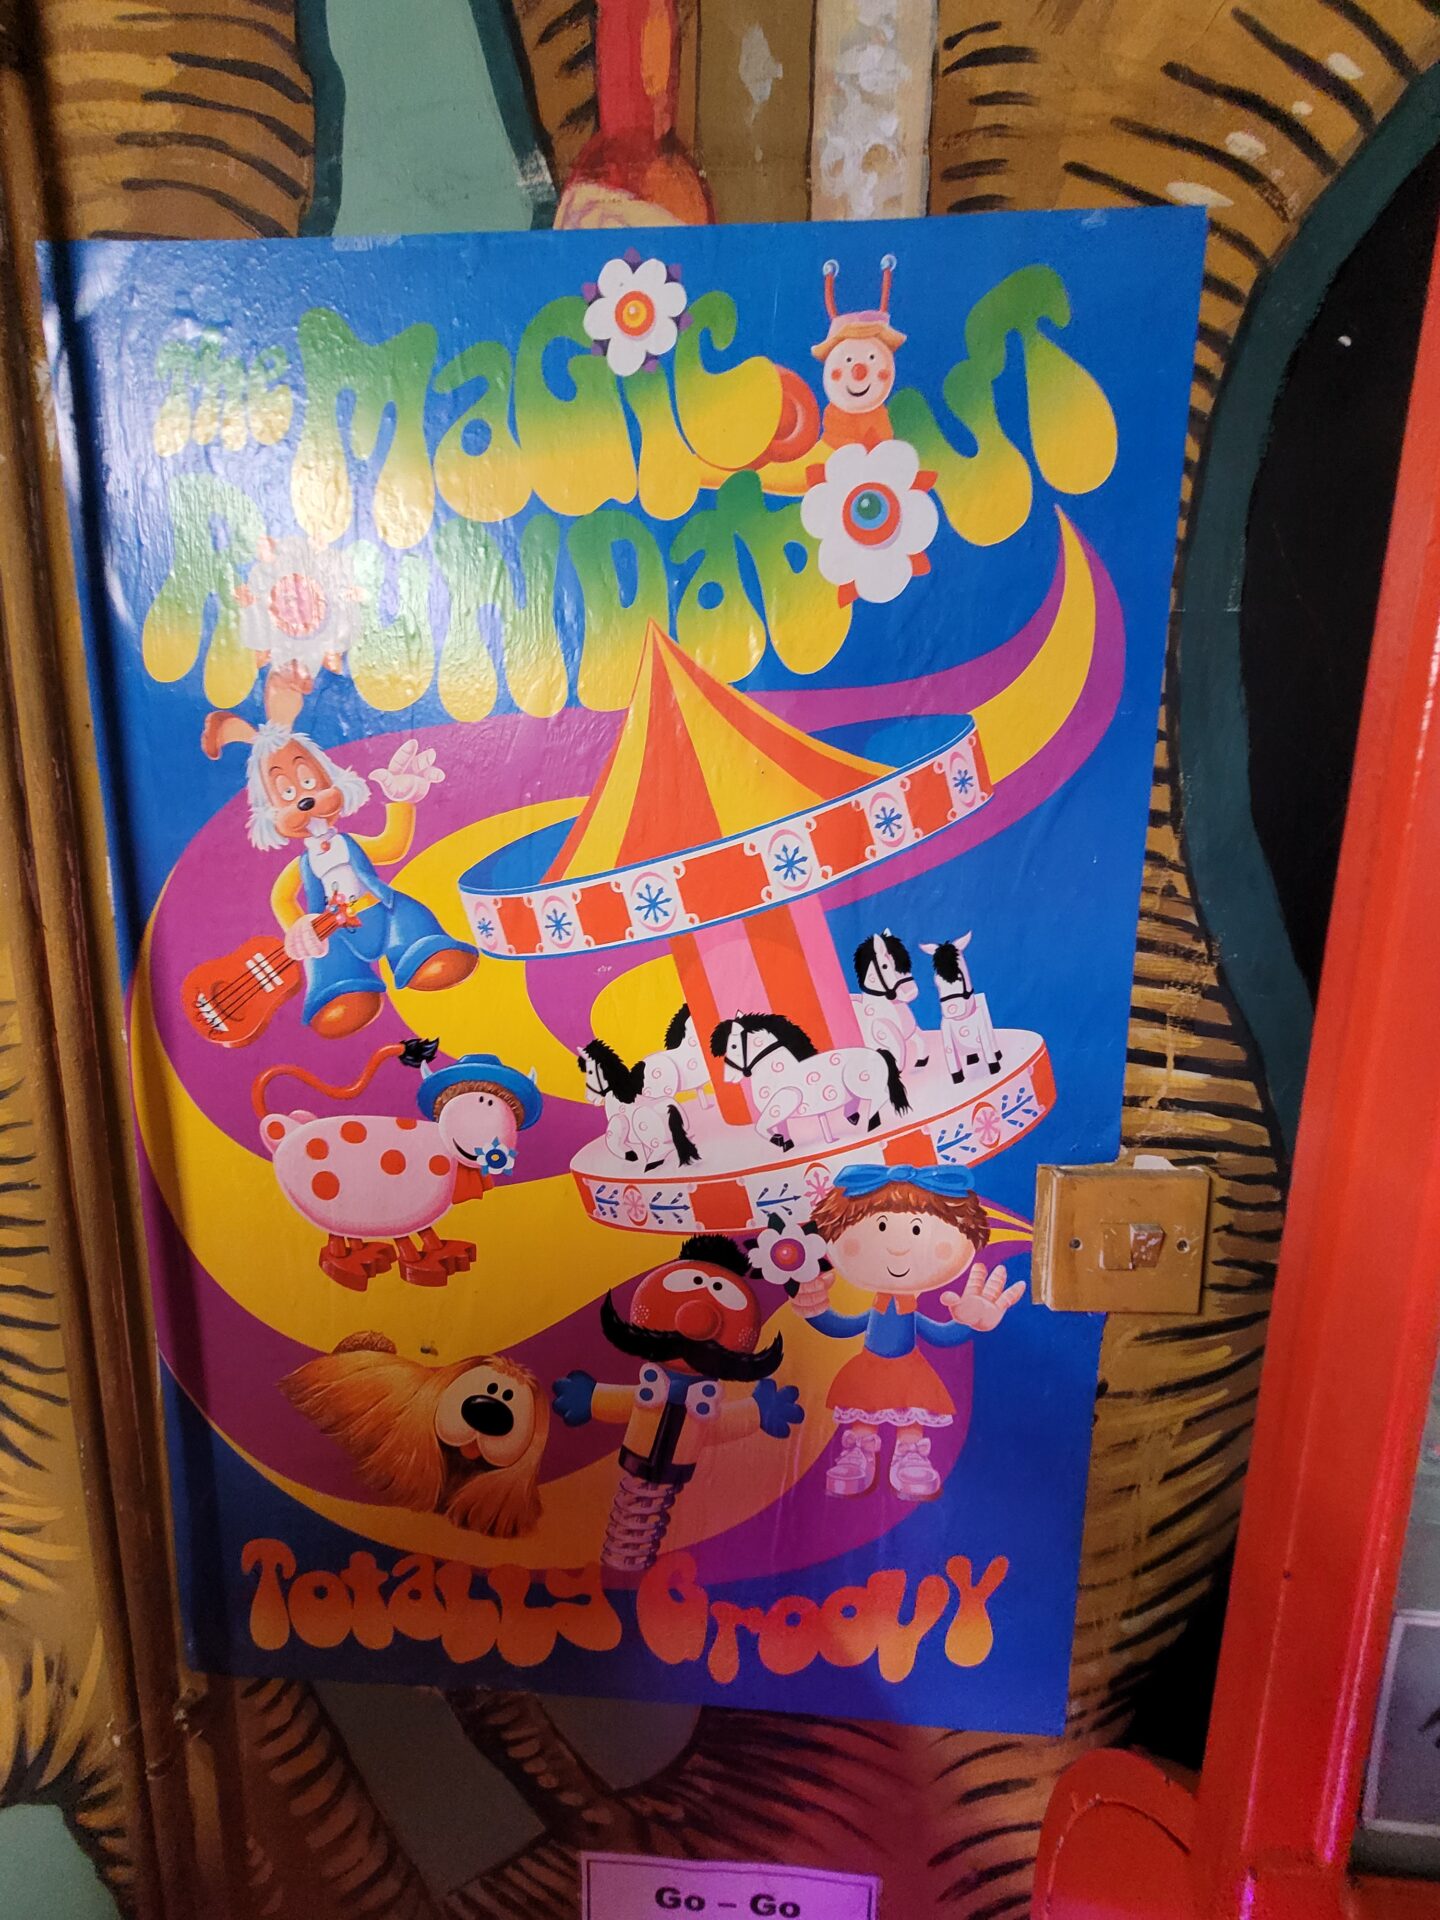 The Magic
Roundabout
Totally Groovy
Go – Go